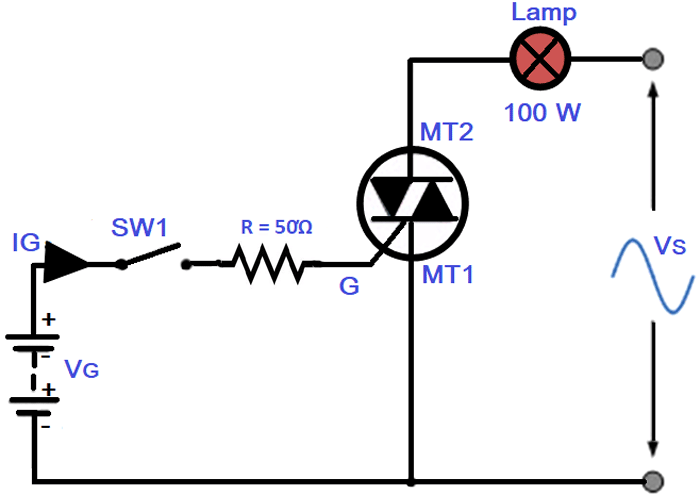 Lamp
100 W
MT2
SW1
R = 50Ω
IG
G
MT1
Vs
+
-
VG
+
-